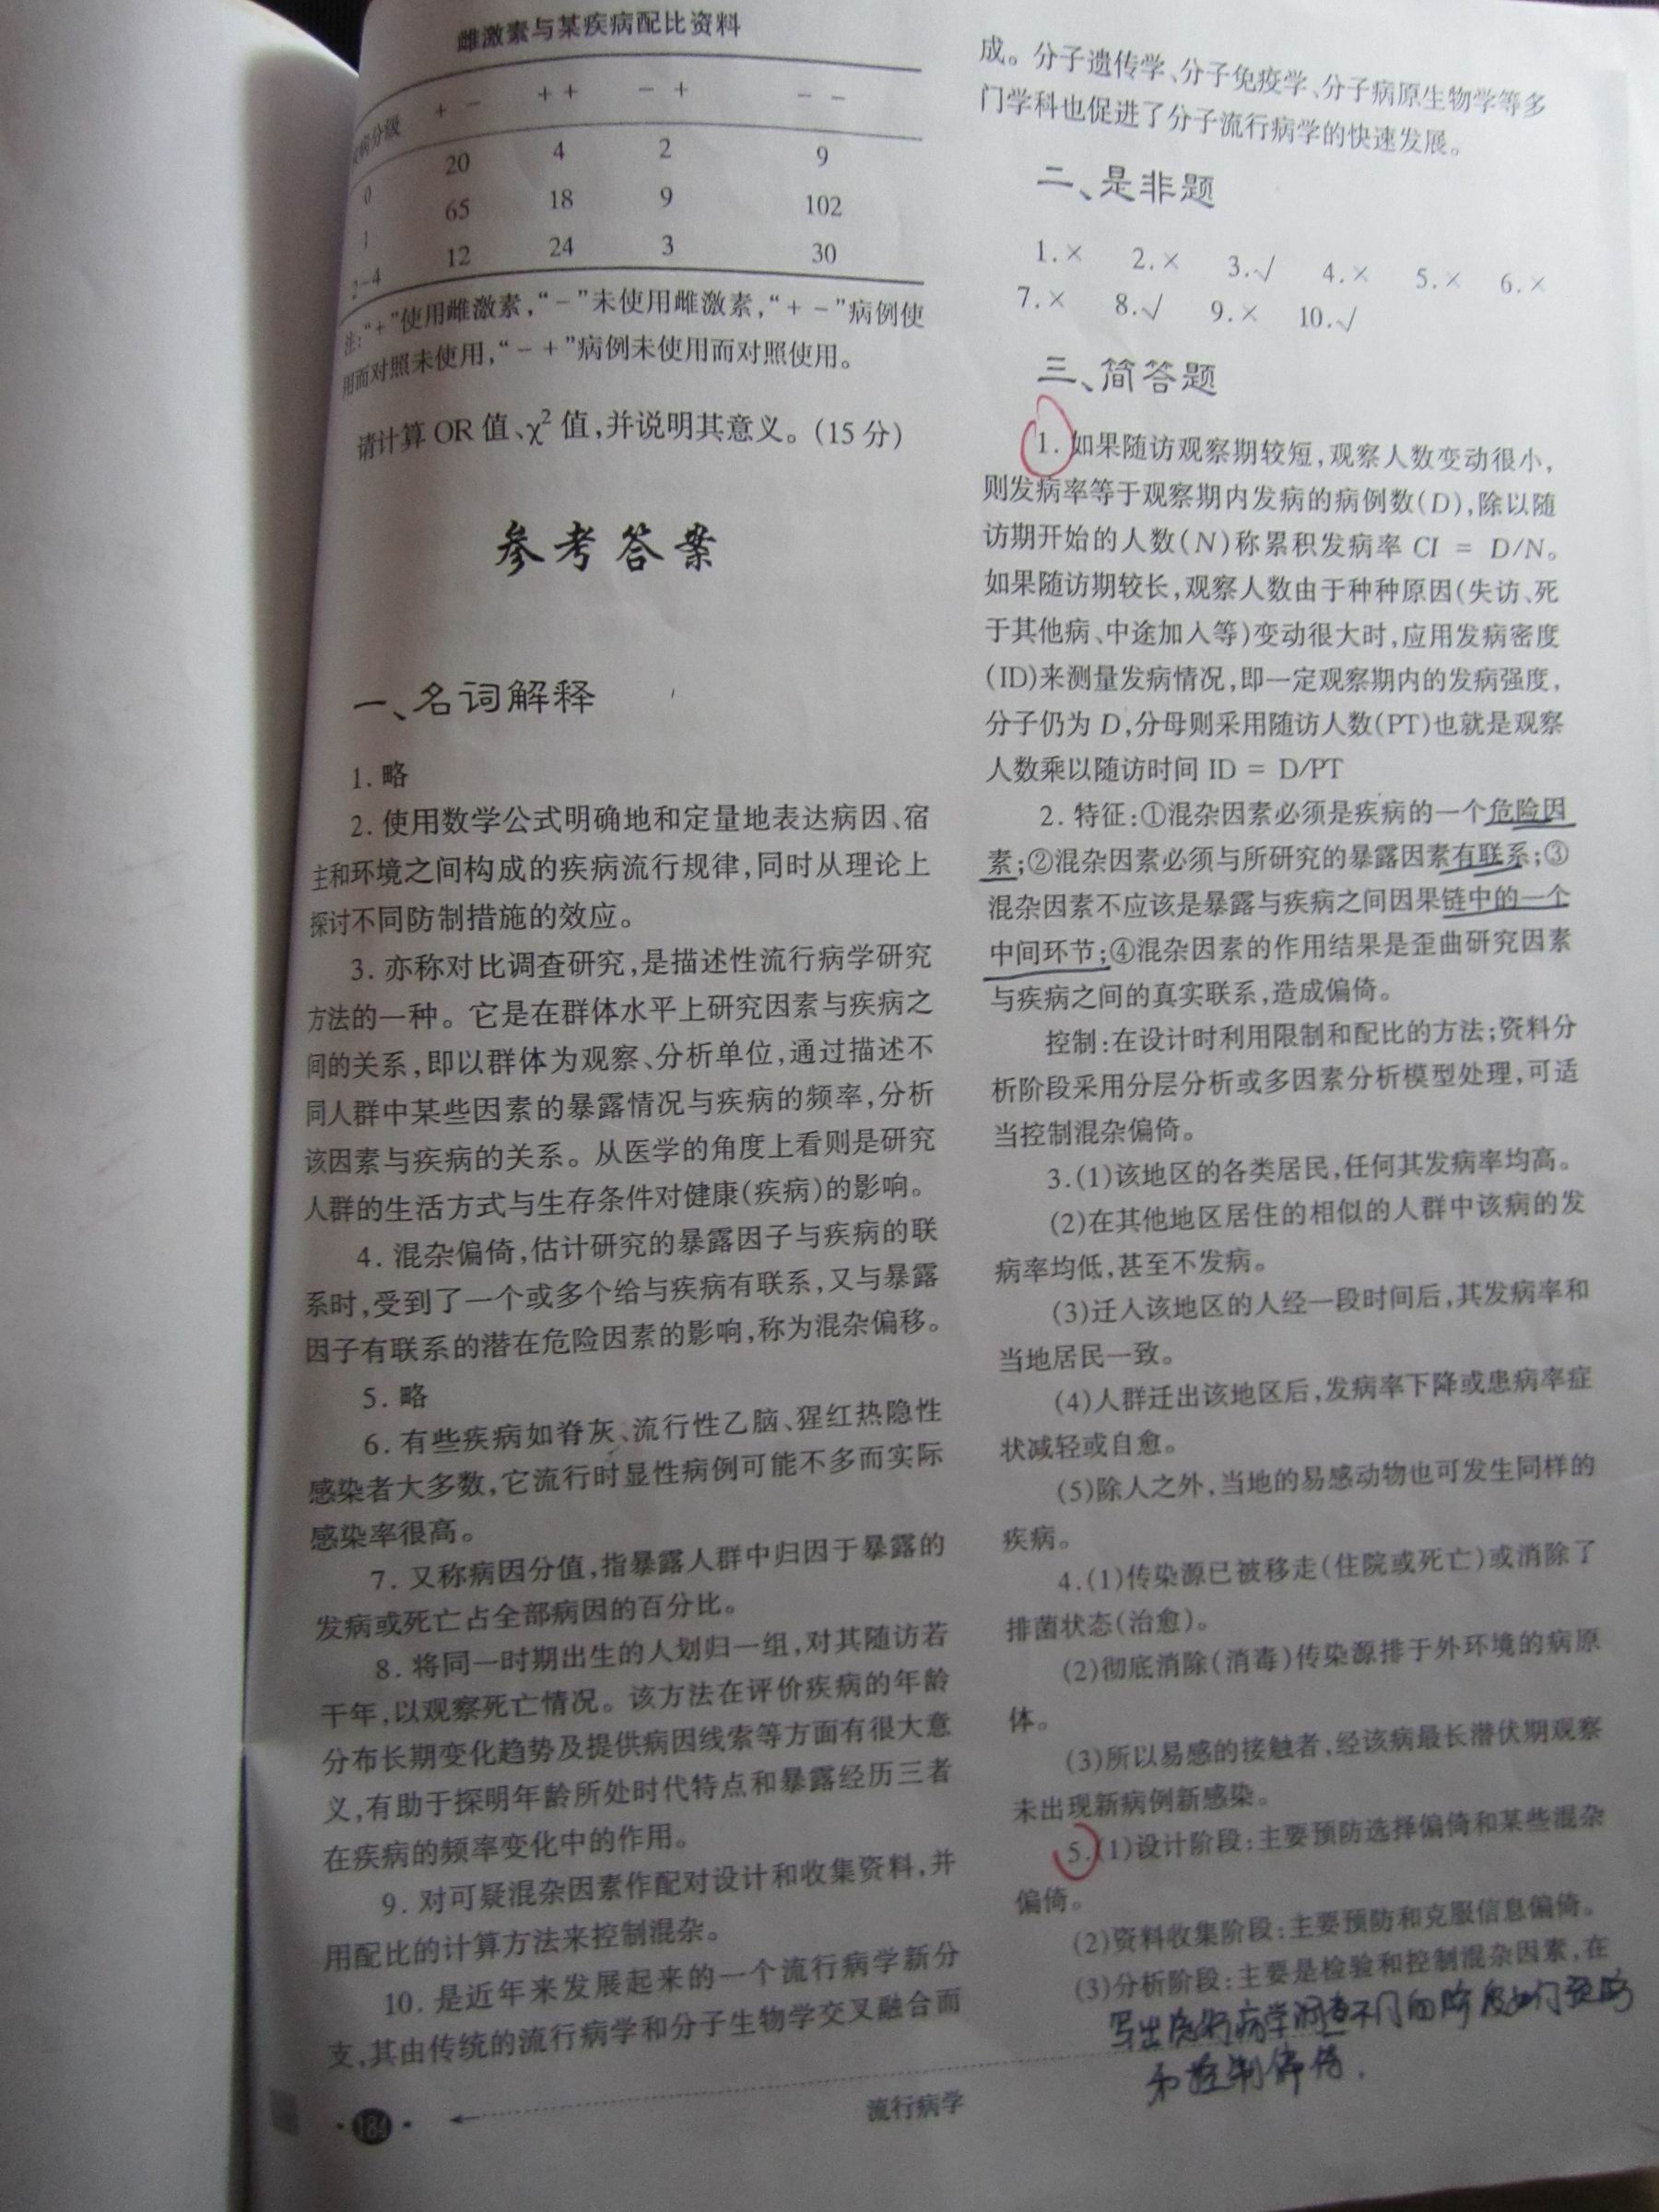 雌激素与某疾病配比资料
病分级 + - + + - + - -
0 20 4 2 9
1 65 18 9 102
2-4 12 24 3 30
注:“+”使用雌激素,“-”未使用雌激素,“+ -”病例使
用而对照未使用,“- +”病例未使用而对照使用。
请计算 OR 值、χ² 值,并说明其意义。(15 分)
参考答案
一、名词解释
1. 略
2. 使用数学公式明确地和定量地表达病因、宿
主和环境之间构成的疾病流行规律,同时从理论上
探讨不同防制措施的效应。
3. 亦称对比调查研究,是描述性流行病学研究
方法的一种。它是在群体水平上研究因素与疾病之
间的关系,即以群体为观察、分析单位,通过描述不
同人群中某些因素的暴露情况与疾病的频率,分析
该因素与疾病的关系。从医学的角度上看则是研究
人群的生活方式与生存条件对健康(疾病)的影响。
4. 混杂偏倚,估计研究的暴露因子与疾病的联
系时,受到了一个或多个给与疾病有联系,又与暴露
因子有联系的潜在危险因素的影响,称为混杂偏移。
5. 略
6. 有些疾病如脊灰、流行性乙脑、猩红热隐性
感染者大多数,它流行时显性病例可能不多而实际
感染率很高。
7. 又称病因分值,指暴露人群中归因于暴露的
发病或死亡占全部病因的百分比。
8. 将同一时期出生的人划归一组,对其随访若
干年,以观察死亡情况。该方法在评价疾病的年龄
分布长期变化趋势及提供病因线索等方面有很大意
义,有助于探明年龄所处时代特点和暴露经历三者
在疾病的频率变化中的作用。
9. 对可疑混杂因素作配对设计和收集资料,并
用配比的计算方法来控制混杂。
10. 是近年来发展起来的一个流行病学新分
支,其由传统的流行病学和分子生物学交叉融合而
成。分子遗传学、分子免疫学、分子病原生物学等多
门学科也促进了分子流行病学的快速发展。
二、是非题
1.× 2.× 3.√ 4.× 5.× 6.×
7.× 8.√ 9.× 10.√
三、简答题
1. 如果随访观察期较短,观察人数变动很小,
则发病率等于观察期内发病的病例数(D),除以随
访期开始的人数(N)称累积发病率 CI = D/N。
如果随访期较长,观察人数由于种种原因(失访、死
于其他病、中途加入等)变动很大时,应用发病密度
(ID)来测量发病情况,即一定观察期内的发病强度,
分子仍为 D,分母则采用随访人数(PT)也就是观察
人数乘以随访时间 ID = D/PT
2. 特征:①混杂因素必须是疾病的一个危险因
素;②混杂因素必须与所研究的暴露因素有联系;③
混杂因素不应该是暴露与疾病之间因果链中的一个
中间环节;④混杂因素的作用结果是歪曲研究因素
与疾病之间的真实联系,造成偏倚。
控制:在设计时利用限制和配比的方法;资料分
析阶段采用分层分析或多因素分析模型处理,可适
当控制混杂偏倚。
3.(1)该地区的各类居民,任何其发病率均高。
(2)在其他地区居住的相似的人群中该病的发
病率均低,甚至不发病。
(3)迁入该地区的人经一段时间后,其发病率和
当地居民一致。
(4)人群迁出该地区后,发病率下降或患病率症
状减轻或自愈。
(5)除人之外,当地的易感动物也可发生同样的
疾病。
4.(1)传染源已被移走(住院或死亡)或消除了
排菌状态(治愈)。
(2)彻底消除(消毒)传染源排于外环境的病原
体。
(3)所以易感的接触者,经该病最长潜伏期观察
未出现新病例新感染。
5.(1)设计阶段:主要预防选择偏倚和某些混杂
偏倚。
(2)资料收集阶段:主要预防和克服信息偏倚。
(3)分析阶段:主要是检验和控制混杂因素,在
写出流行病学调查不同阶段及如何预防
和控制偏倚.
·184· 流行病学